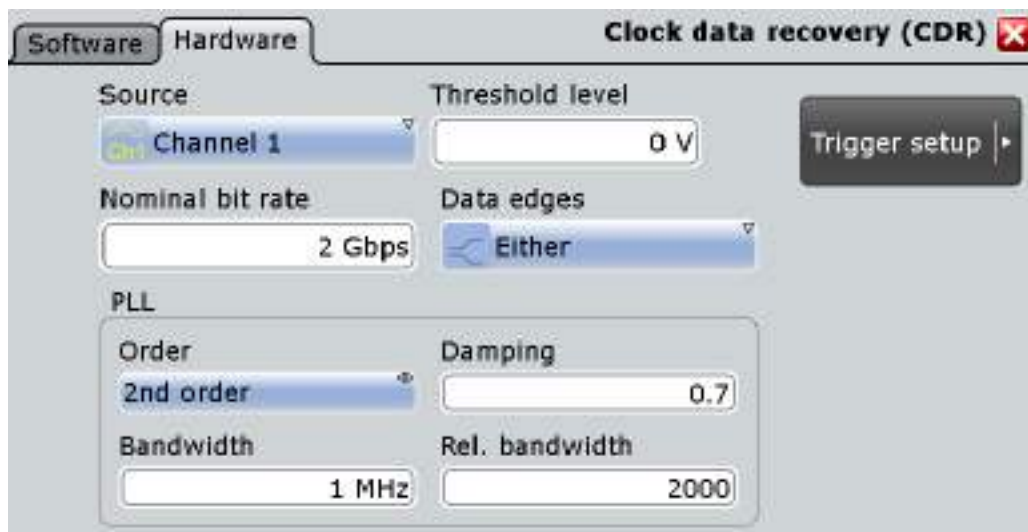 Software Hardware Clock data recovery (CDR)
Source Threshold level
Ch1 Channel 1 0 V Trigger setup
Nominal bit rate Data edges
2 Gbps Either
PLL
Order Damping
2nd order 0.7
Bandwidth Rel. bandwidth
1 MHz 2000